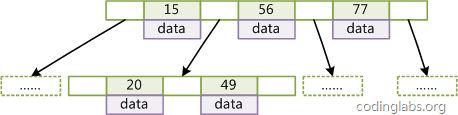 15 56 77
data data data
...... 20 49 ...... ......
data data
codinglabs.org